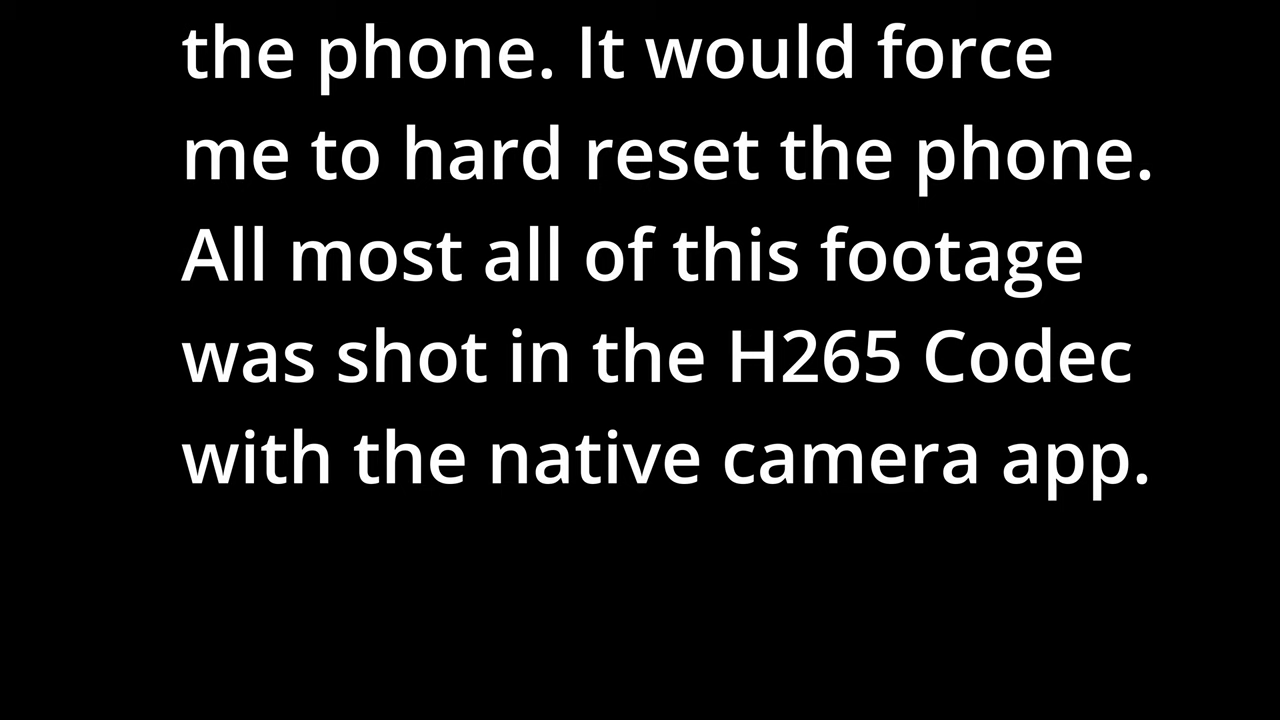 the phone. It would force
me to hard reset the phone.
All most all of this footage
was shot in the H265 Codec
with the native camera app.